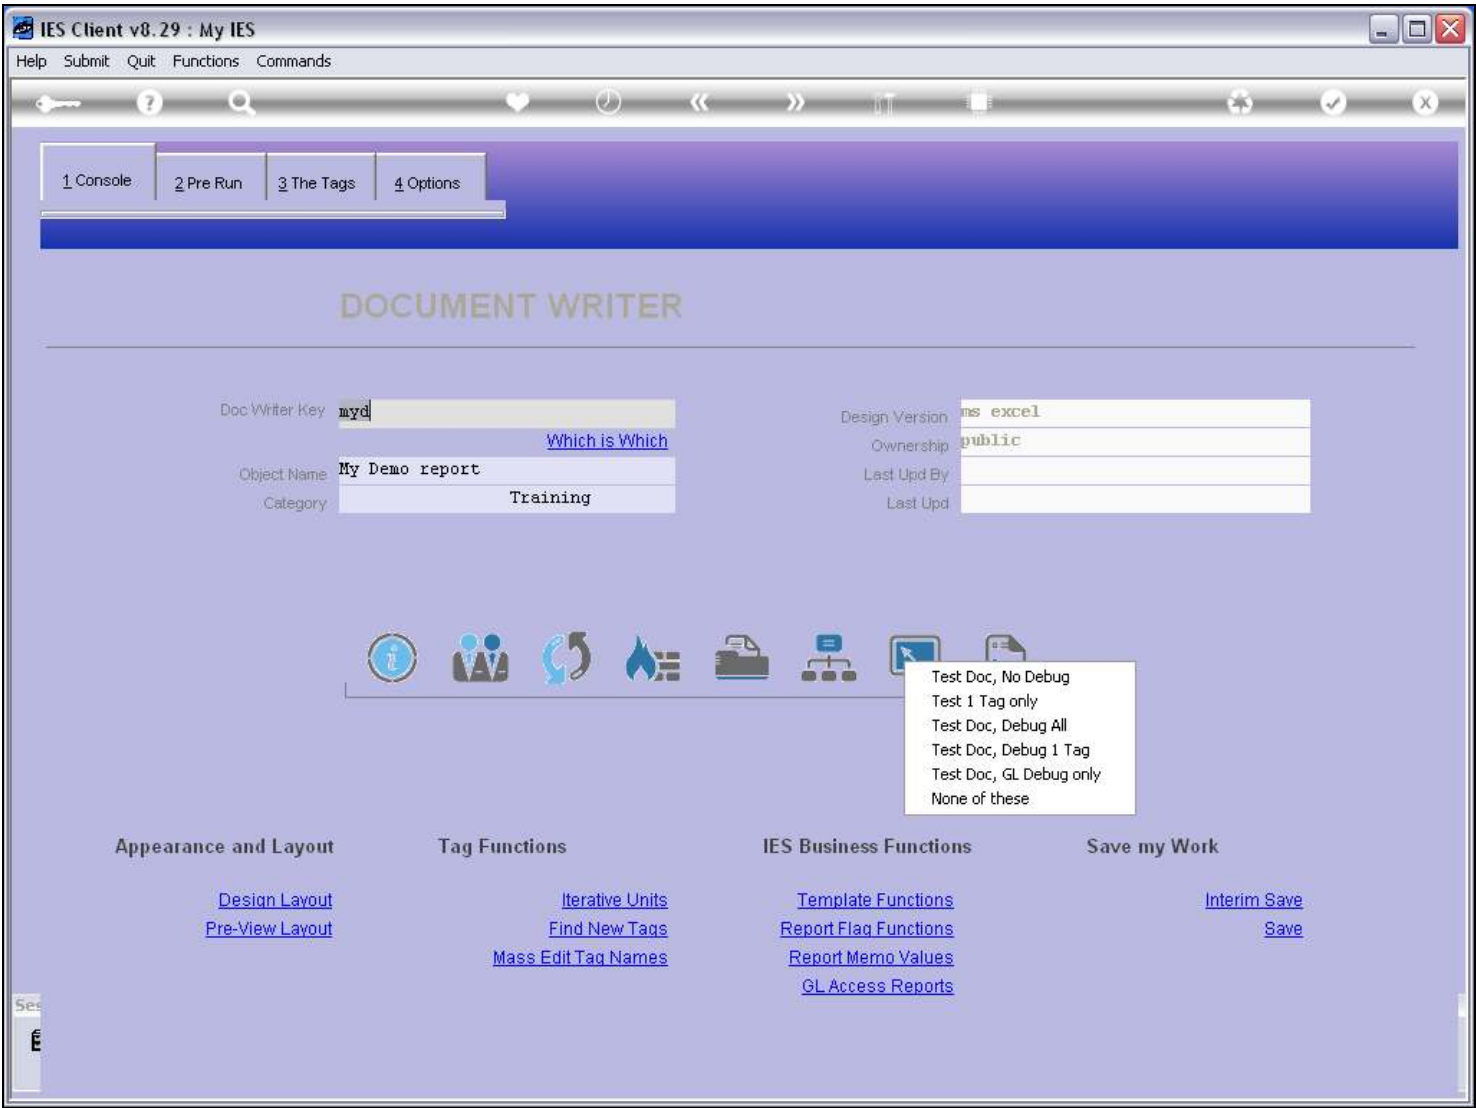 IES Client v8.29 : My IES
Help Submit Quit Functions Commands
1 Console
2 Pre Run
3 The Tags
4 Options
DOCUMENT WRITER
Doc Writer Key myd
Which is Which
Object Name My Demo report
Category Training
Design Version ms excel
Ownership public
Last Upd By
Last Upd
Test Doc, No Debug
Test 1 Tag only
Test Doc, Debug All
Test Doc, Debug 1 Tag
Test Doc, GL Debug only
None of these
Appearance and Layout
Design Layout
Pre-View Layout
Tag Functions
Iterative Units
Find New Tags
Mass Edit Tag Names
IES Business Functions
Template Functions
Report Flag Functions
Report Memo Values
GL Access Reports
Save my Work
Interim Save
Save